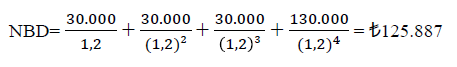 NBD= 30.000/1,2 + 30.000/(1,2)² + 30.000/(1,2)³ + 130.000/(1,2)⁴ = ₺125.887